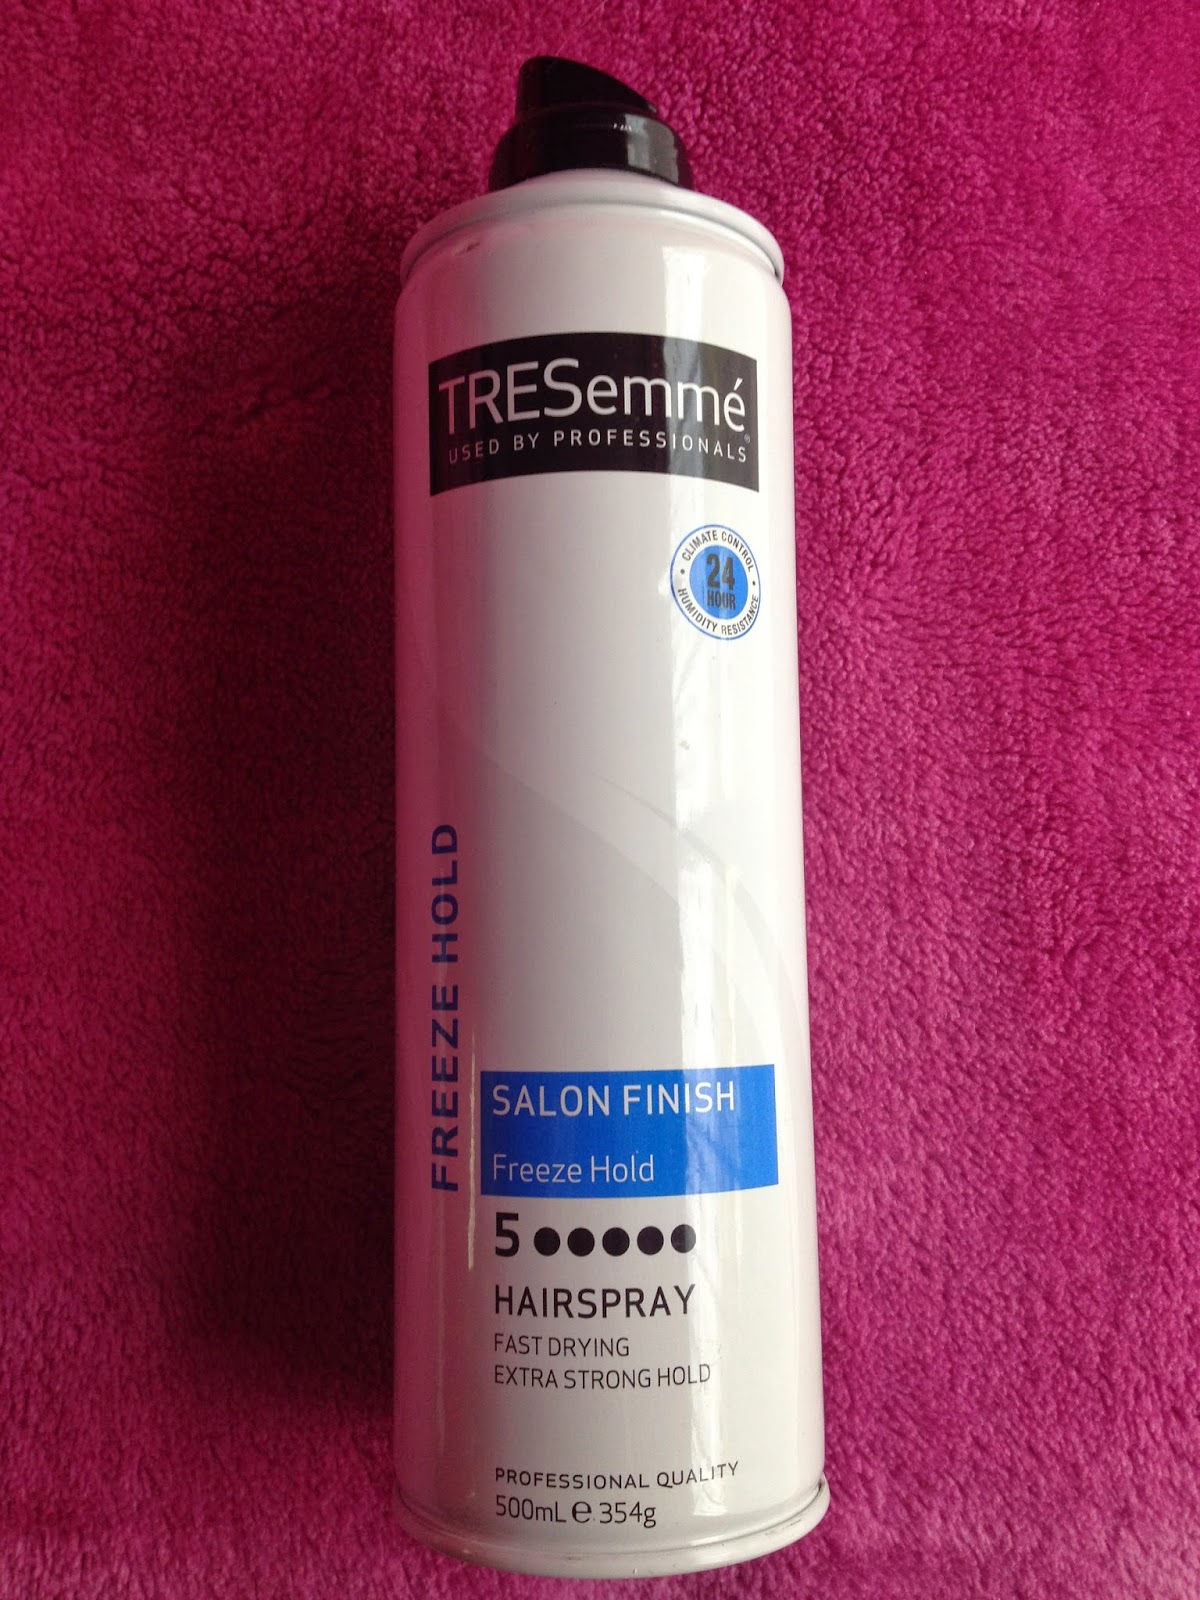 TRESemmé®
USED BY PROFESSIONALS
CLIMATE CONTROL
24
HOUR
HUMIDITY RESISTANCE
FREEZE HOLD
SALON FINISH
Freeze Hold
5 ●●●●●
HAIRSPRAY
FAST DRYING
EXTRA STRONG HOLD
PROFESSIONAL QUALITY
500mL ℮ 354g